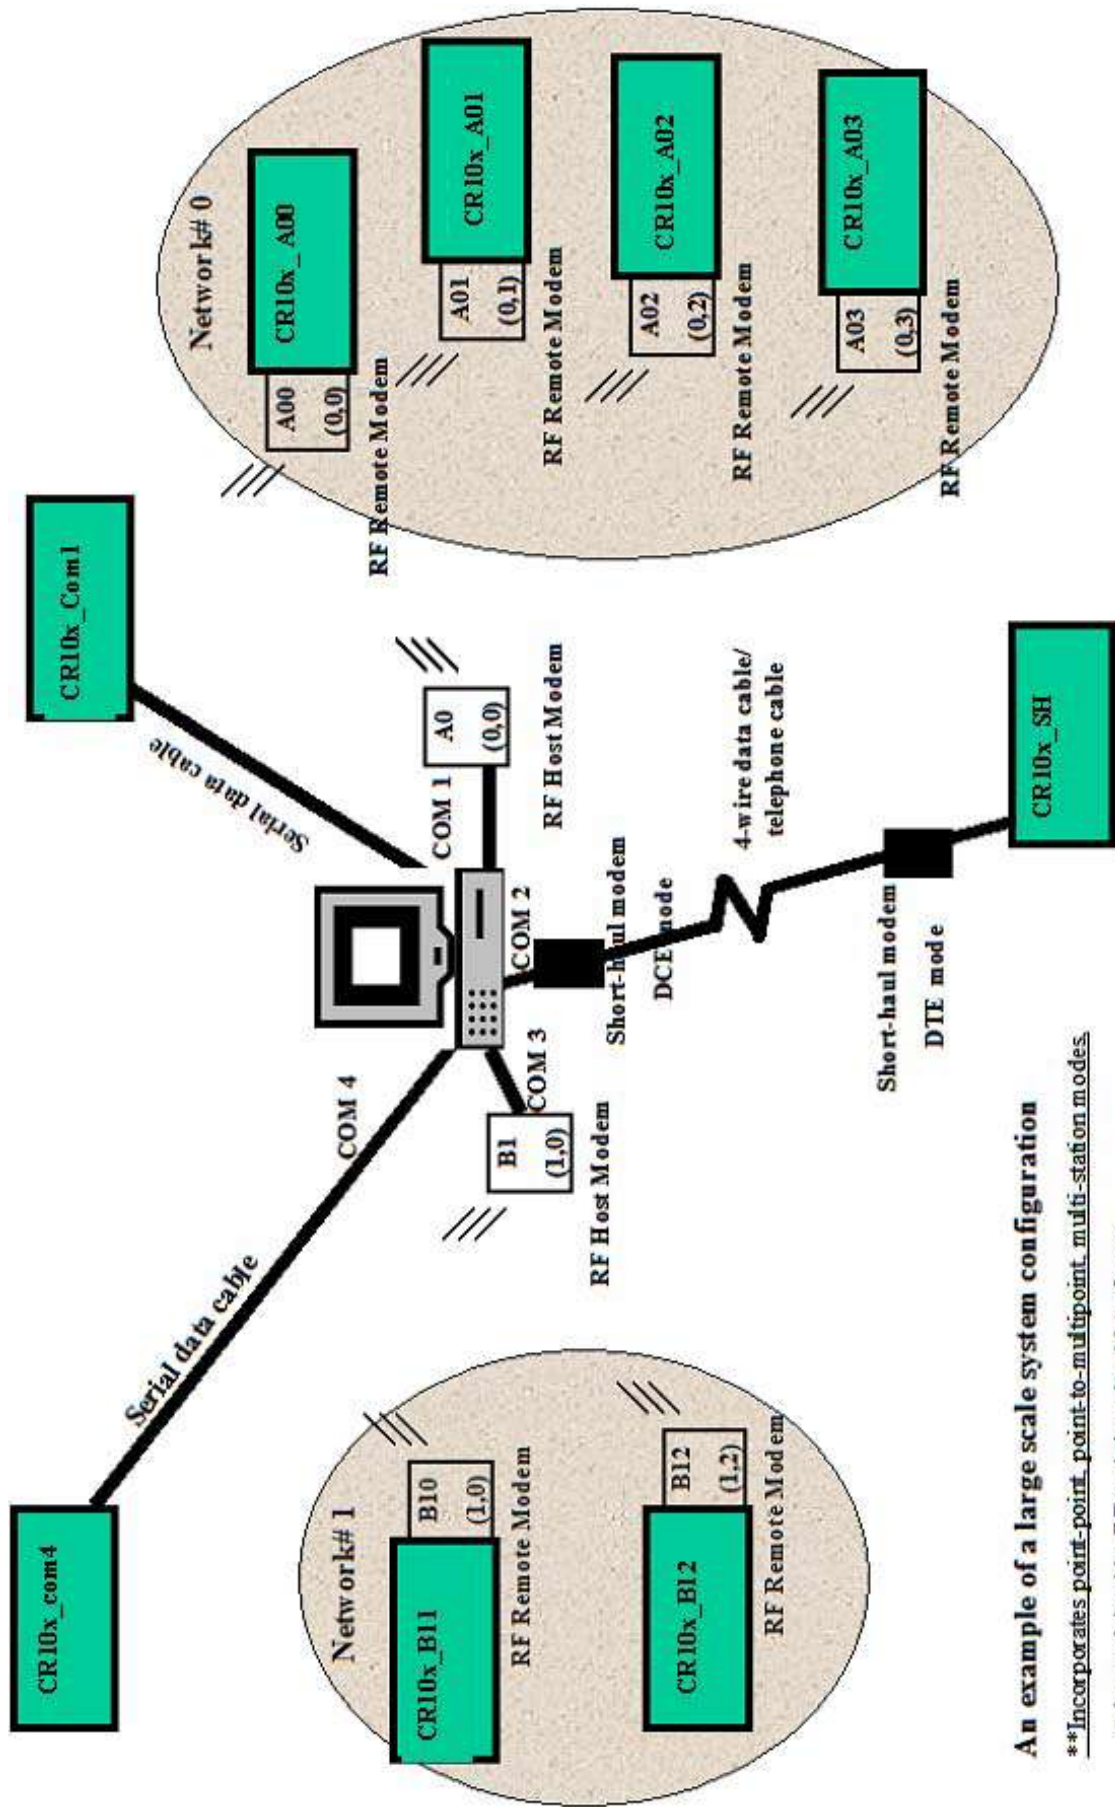 CR10x_com4
Serial data cable
COM 4
Serial data cable
CR10x_Com1
Network# 1
CR10x_B11
B10
(1,0)
RF Remote Modem
CR10x_B12
B12
(1,2)
RF Remote Modem
B1
(1,0)
RF Host Modem
COM 3
COM 2
COM 1
A0
(0,0)
RF Host Modem
Short-haul modem
DCE mode
4-wire data cable/
telephone cable
Short-haul modem
DTE mode
CR10x_SH
Network# 0
A00
(0,0)
CR10x_A00
RF Remote Modem
A01
(0,1)
CR10x_A01
RF Remote Modem
A02
(0,2)
CR10x_A02
RF Remote Modem
A03
(0,3)
CR10x_A03
RF Remote Modem
An example of a large scale system configuration
**Incorporates point-point, point-to-multipoint, multi-station modes.